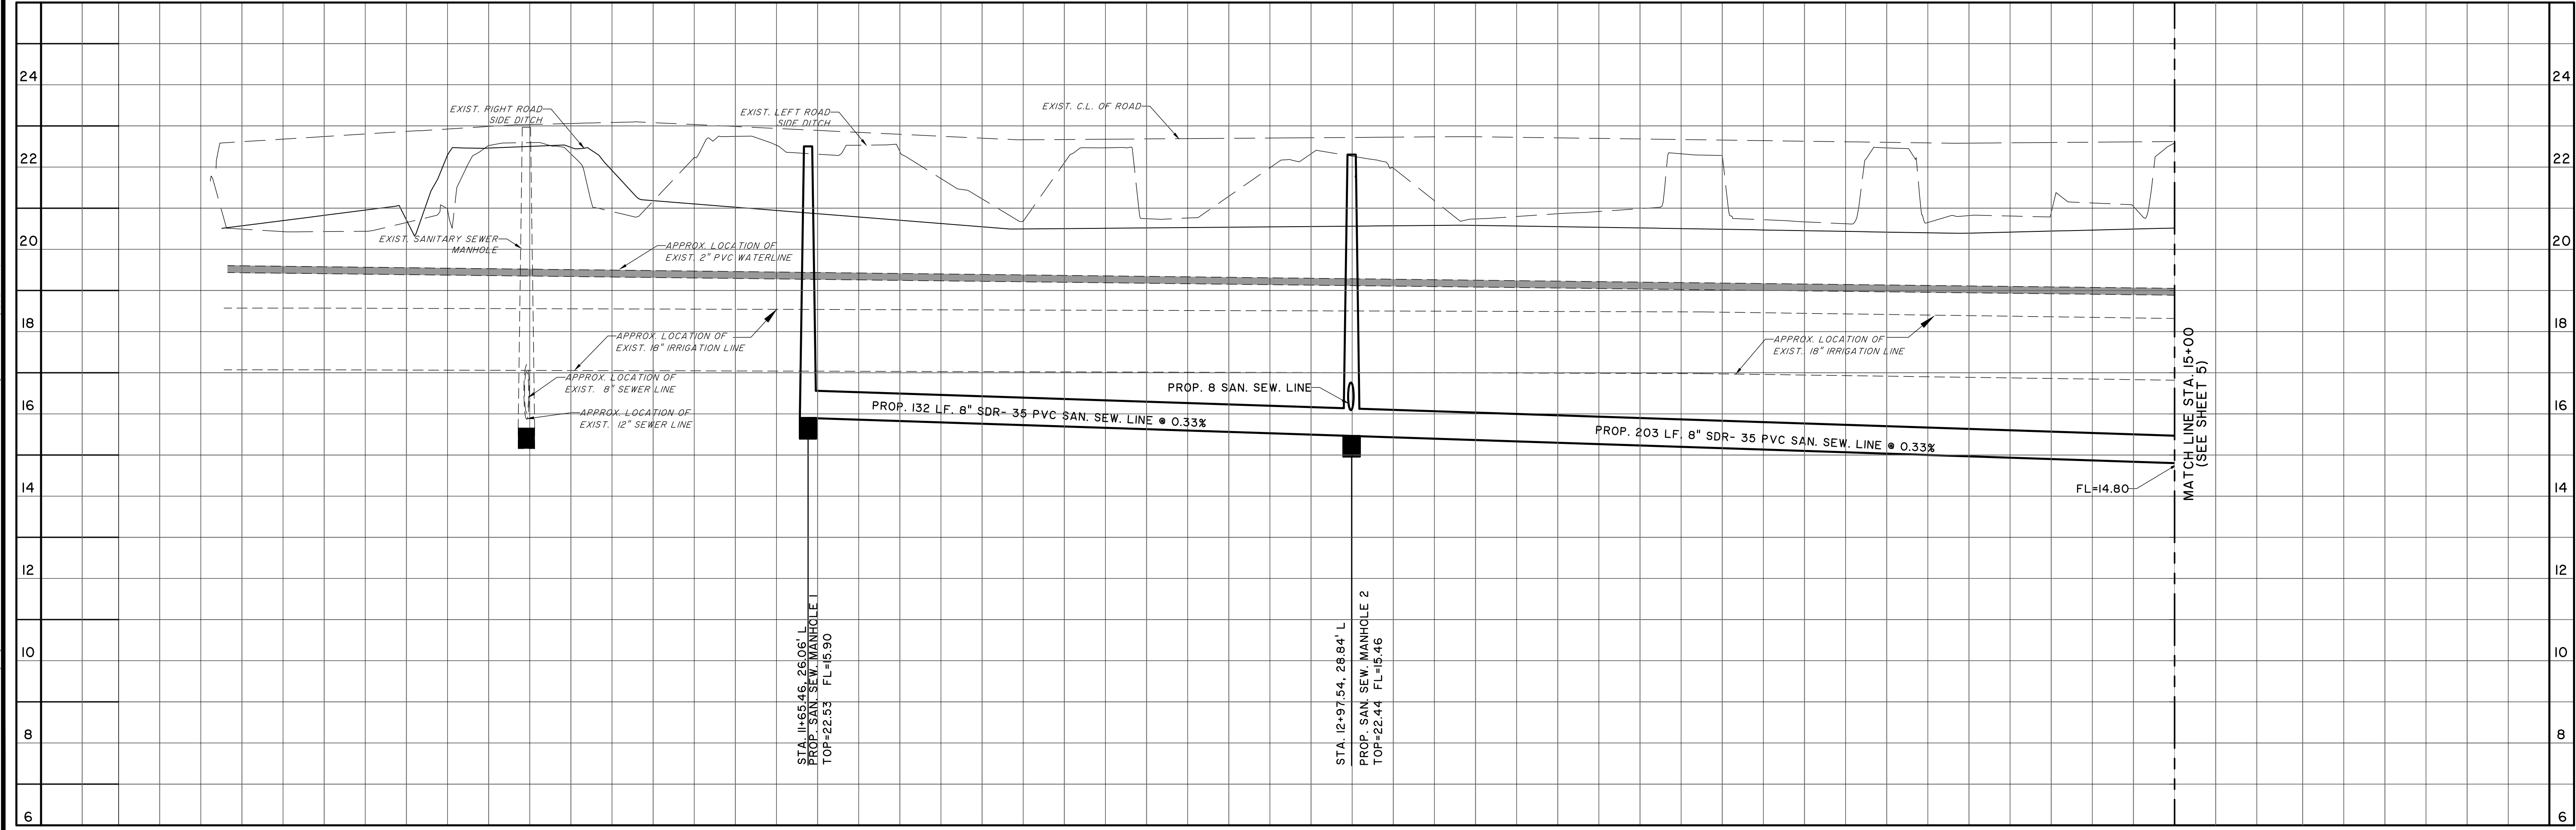 24
22
20
18
16
14
12
10
8
6
EXIST. RIGHT ROAD
SIDE DITCH
EXIST. LEFT ROAD
SIDE DITCH
EXIST. C.L. OF ROAD
EXIST. SANITARY SEWER
MANHOLE
APPROX. LOCATION OF
EXIST. 2" PVC WATERLINE
APPROX. LOCATION OF
EXIST. 18" IRRIGATION LINE
APPROX. LOCATION OF
EXIST. 8" SEWER LINE
APPROX. LOCATION OF
EXIST. 12" SEWER LINE
APPROX. LOCATION OF
EXIST. 18" IRRIGATION LINE
PROP. 8 SAN. SEW. LINE
PROP. 132 LF. 8" SDR- 35 PVC SAN. SEW. LINE @ 0.33%
PROP. 203 LF. 8" SDR- 35 PVC SAN. SEW. LINE @ 0.33%
FL=14.80
STA. 11+65.46, 26.06' L
PROP. SAN. SEW. MANHOLE 1
TOP=22.53 FL=15.90
STA. 12+97.54, 28.84' L
PROP. SAN. SEW. MANHOLE 2
TOP=22.44 FL=15.46
MATCH LINE STA. 15+00
(SEE SHEET 5)
24
22
20
18
16
14
12
10
8
6